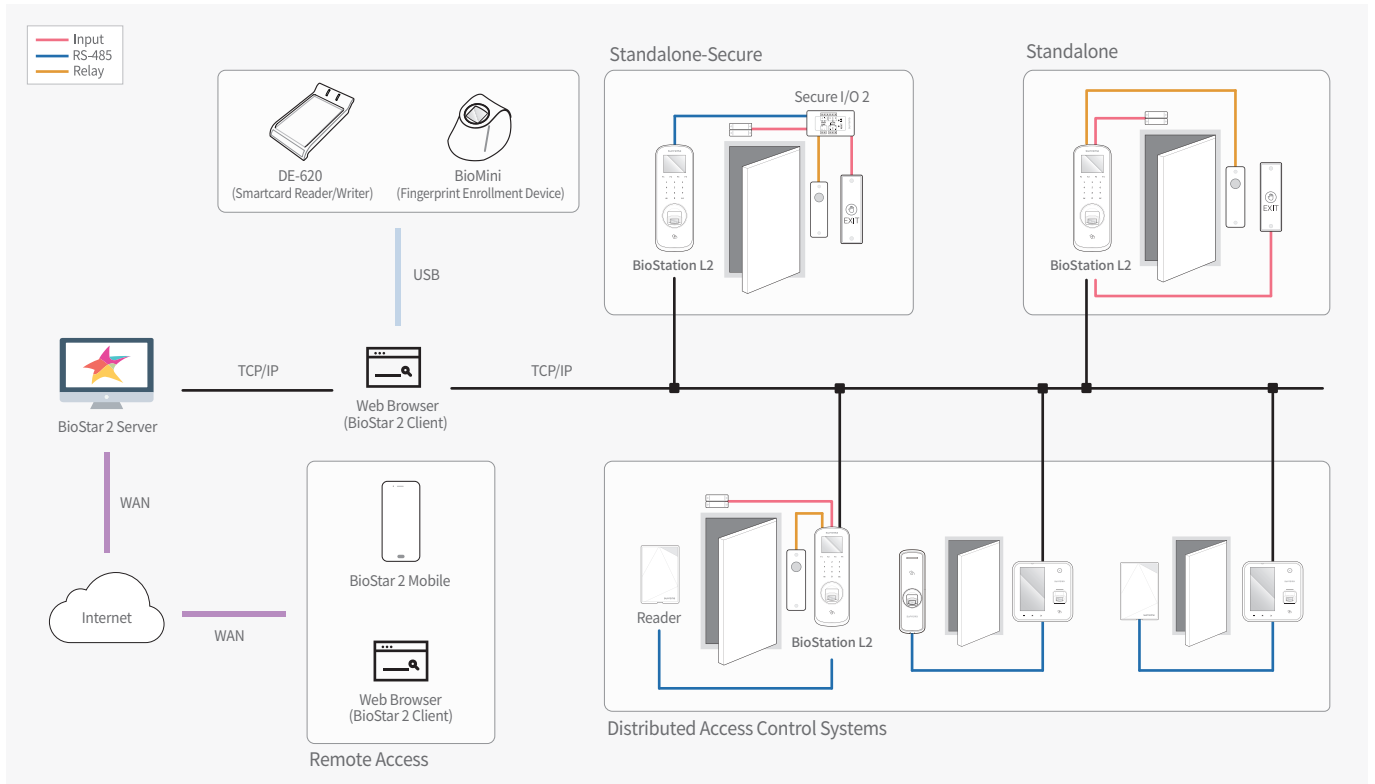 Input
RS-485
Relay
DE-620
(Smartcard Reader/Writer)
BioMini
(Fingerprint Enrollment Device)
USB
Standalone-Secure
Secure I/O 2
EXIT
BioStation L2
Standalone
EXIT
BioStation L2
BioStar 2 Server
TCP/IP
Web Browser
(BioStar 2 Client)
TCP/IP
WAN
Internet
WAN
BioStar 2 Mobile
Web Browser
(BioStar 2 Client)
Remote Access
Reader
BioStation L2
Distributed Access Control Systems